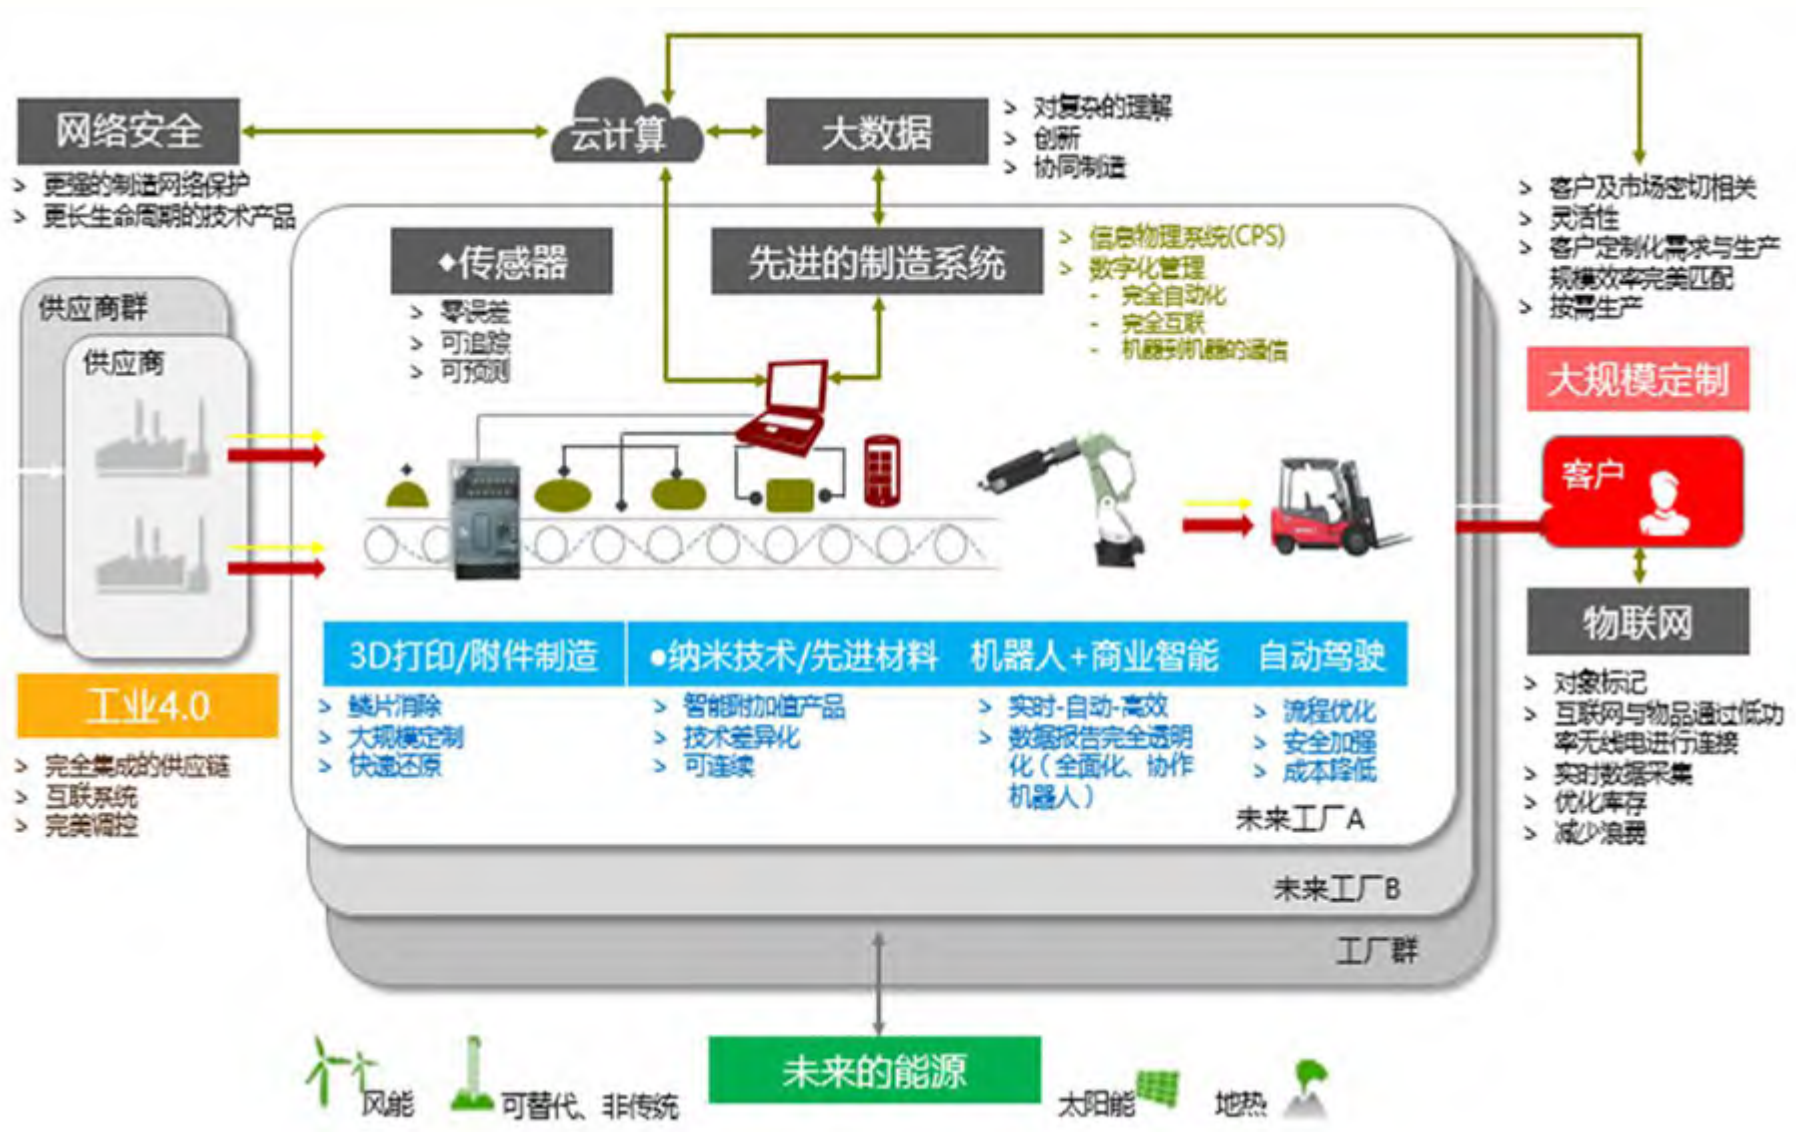 网络安全
> 更强的制造网络保护
> 更长生命周期的技术产品
云计算
大数据
> 对复杂的理解
> 创新
> 协同制造
> 客户及市场密切相关
> 灵活性
> 客户定制化需求与生产
规模效率完美匹配
> 按需生产
大规模定制
客户
物联网
> 对象标记
> 互联网与物品通过低功
率无线电进行连接
> 实时数据采集
> 优化库存
> 减少浪费
供应商群
供应商
工业4.0
> 完全集成的供应链
> 互联系统
> 完美调控
◆传感器
> 零误差
> 可追踪
> 可预测
先进的制造系统
> 信息物理系统(CPS)
> 数字化管理
- 完全自动化
- 完全互联
- 机器到机器的通信
3D打印/附件制造
> 鳞片消除
> 大规模定制
> 快速还原
●纳米技术/先进材料
> 智能附加值产品
> 技术差异化
> 可连续
机器人+商业智能
> 实时-自动-高效
> 数据报告完全透明
化（全面化、协作
机器人）
自动驾驶
> 流程优化
> 安全加强
> 成本降低
未来工厂A
未来工厂B
工厂群
风能
可替代、非传统
未来的能源
太阳能
地热